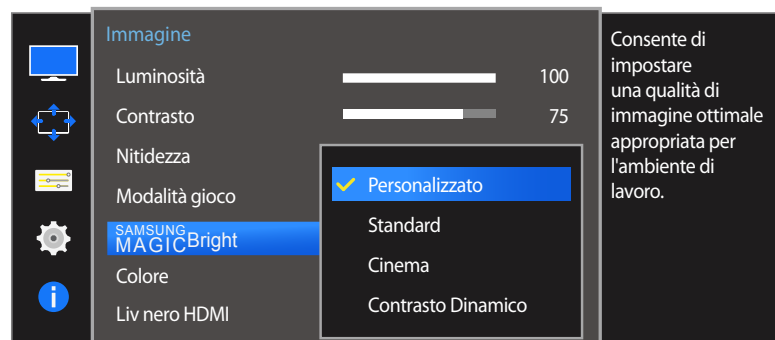 Immagine
Luminosità 100
Contrasto 75
Nitidezza
Modalità gioco
SAMSUNG
MAGICBright
Colore
Liv nero HDMI
Personalizzato
Standard
Cinema
Contrasto Dinamico
Consente di
impostare
una qualità di
immagine ottimale
appropriata per
l'ambiente di
lavoro.